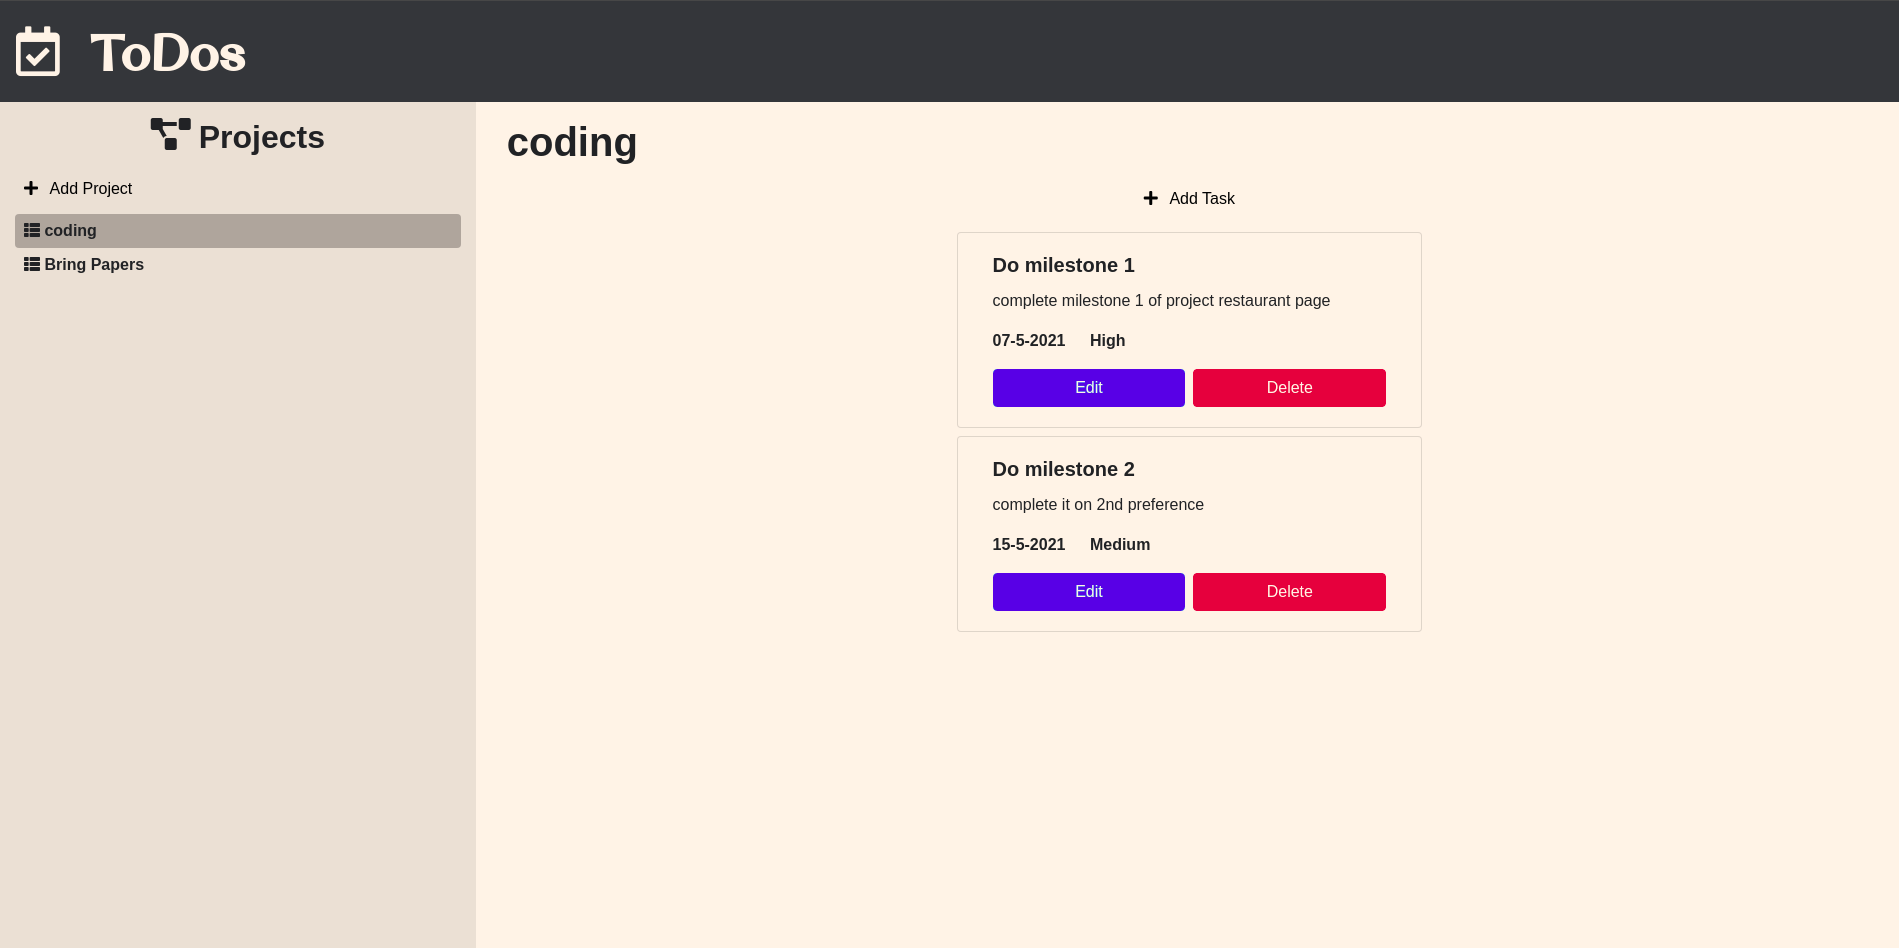 ToDos
Projects
Add Project
coding
Bring Papers
coding
Add Task
Do milestone 1
complete milestone 1 of project restaurant page
07-5-2021 High
Edit Delete
Do milestone 2
complete it on 2nd preference
15-5-2021 Medium
Edit Delete